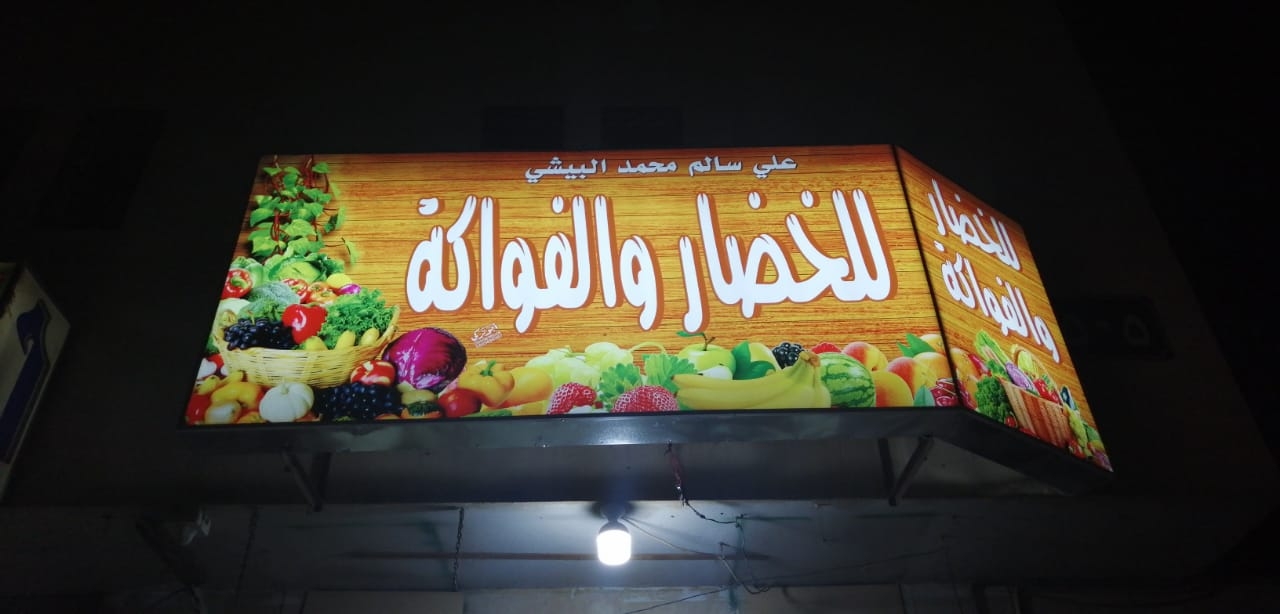 علي سالم محمد البيشي
للخضار والفواكة
للخضار
والفواكة